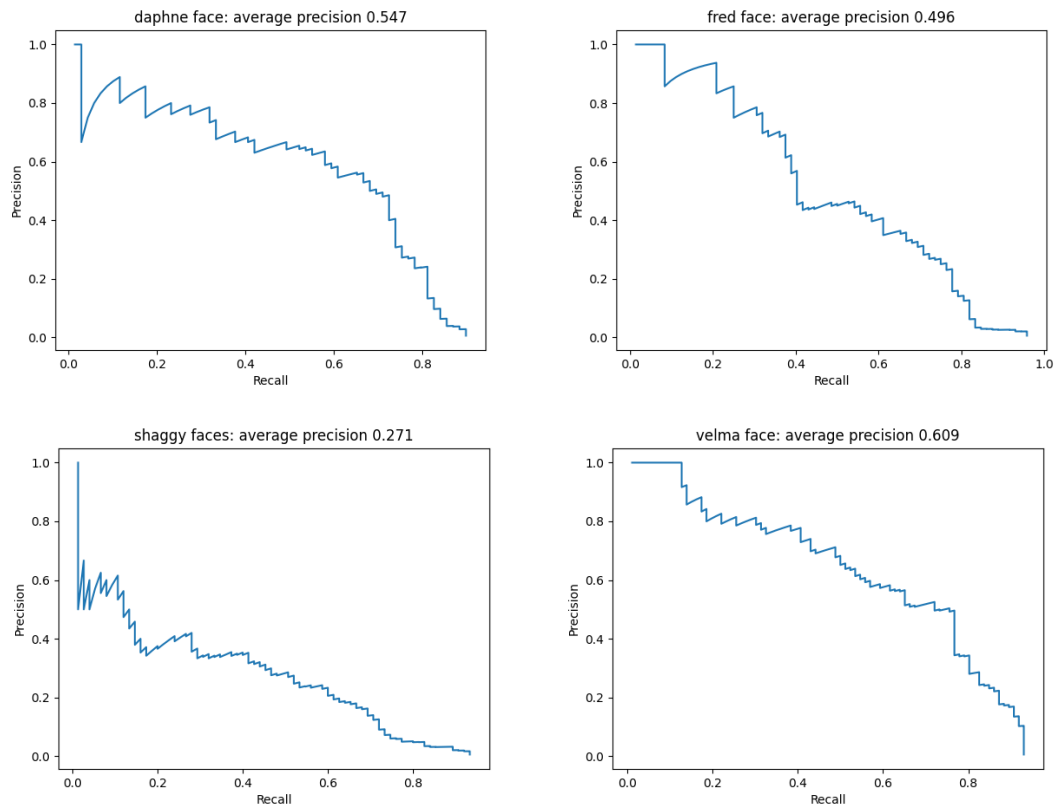 daphne face: average precision 0.547
1.0
0.8
0.6
0.4
0.2
0.0
Precision
0.0 0.2 0.4 0.6 0.8
Recall
fred face: average precision 0.496
1.0
0.8
0.6
0.4
0.2
0.0
Precision
0.0 0.2 0.4 0.6 0.8 1.0
Recall
shaggy faces: average precision 0.271
1.0
0.8
0.6
0.4
0.2
0.0
Precision
0.0 0.2 0.4 0.6 0.8
Recall
velma face: average precision 0.609
1.0
0.8
0.6
0.4
0.2
0.0
Precision
0.0 0.2 0.4 0.6 0.8
Recall